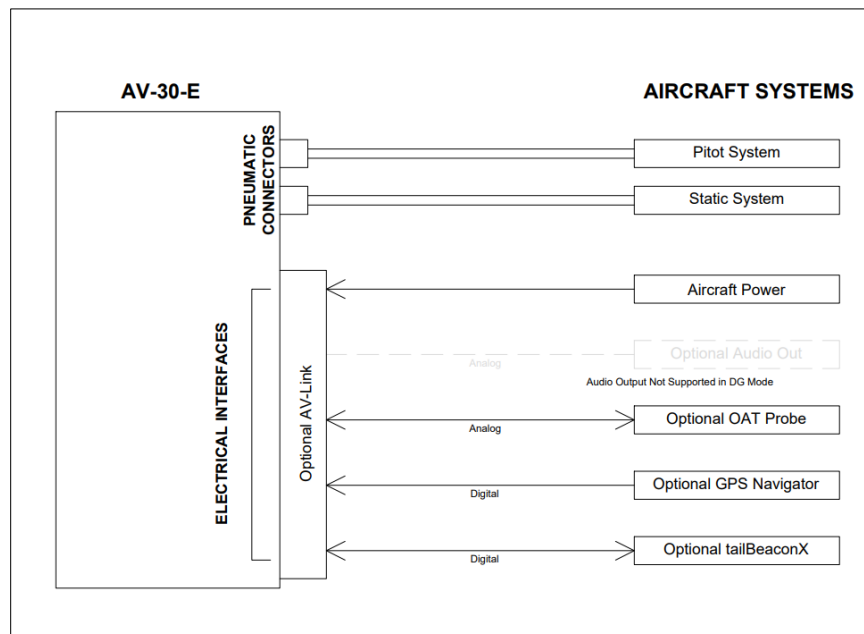 AV-30-E
AIRCRAFT SYSTEMS
PNEUMATIC
CONNECTORS
Pitot System
Static System
ELECTRICAL INTERFACES
Optional AV-Link
Aircraft Power
Optional Audio Out
Analog
Audio Output Not Supported in DG Mode
Optional OAT Probe
Analog
Optional GPS Navigator
Digital
Optional tailBeaconX
Digital